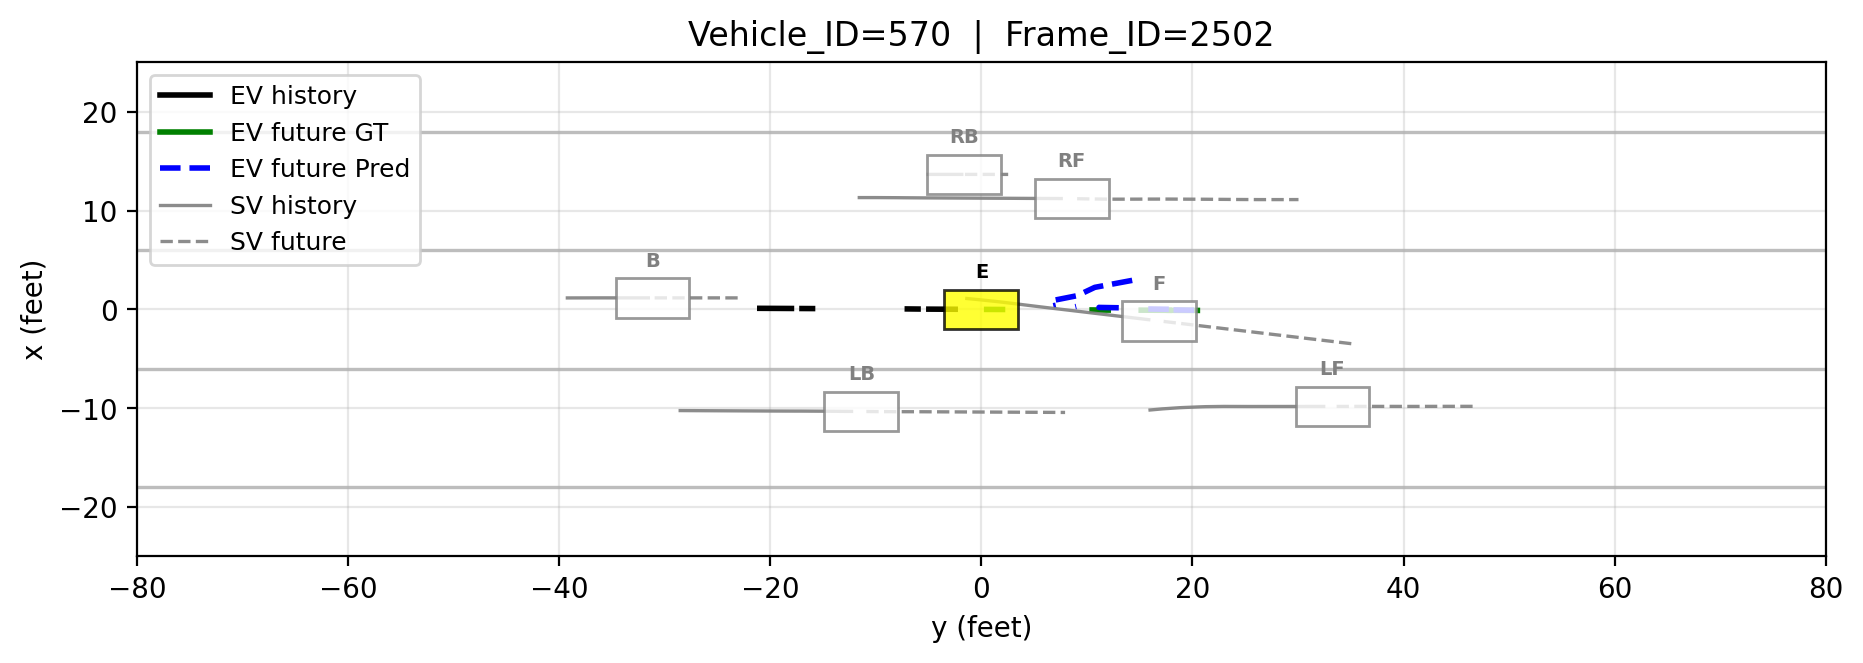 Vehicle_ID=570 | Frame_ID=2502
EV history
EV future GT
EV future Pred
SV history
SV future
20
10
0
−10
−20
x (feet)
RB
RF
B
E
F
LB
LF
−80
−60
−40
−20
0
20
40
60
80
y (feet)